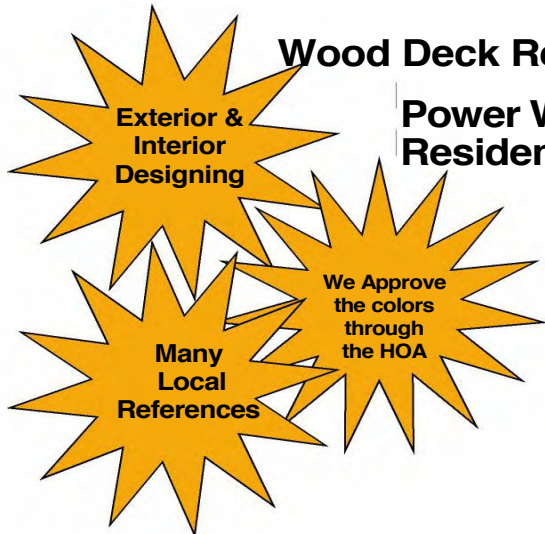 Wood Deck Re
Power W
Residen
Exterior &
Interior
Designing
We Approve
the colors
through
the HOA
Many
Local
References